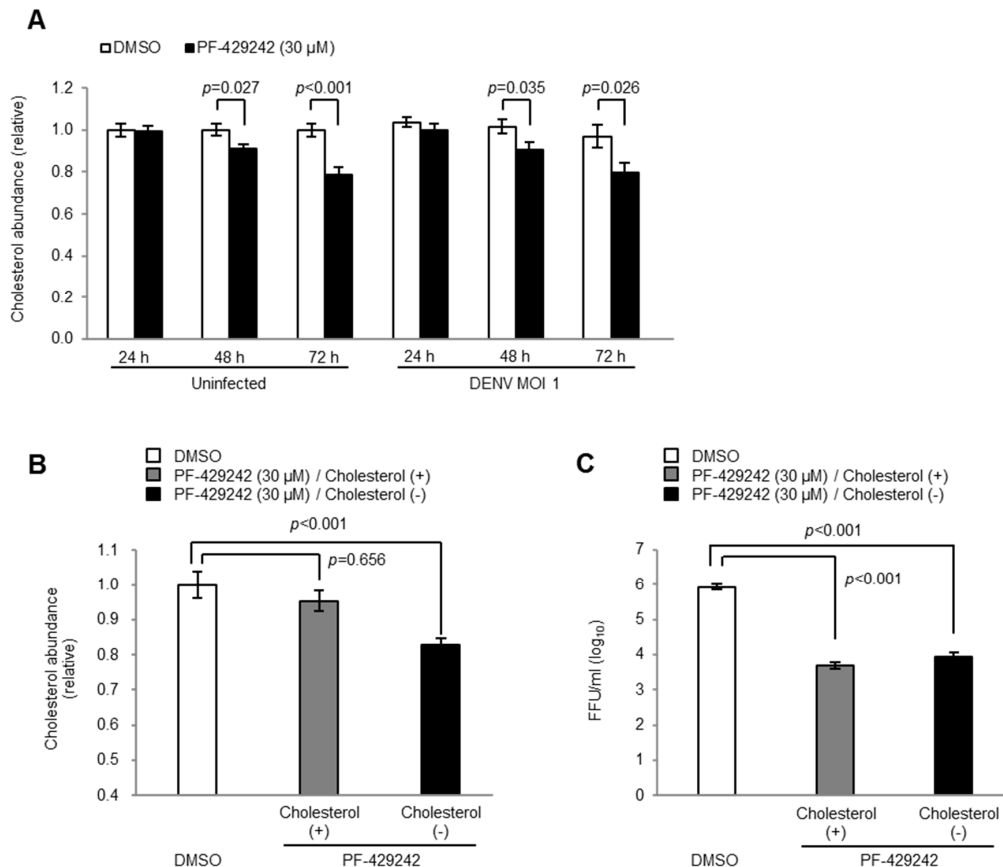 A
DMSO PF-429242 (30 µM)
Cholesterol abundance (relative)
1.2
1.0
0.8
0.6
0.4
0.2
0.0
p=0.027 p<0.001 p=0.035 p=0.026
24 h 48 h 72 h 24 h 48 h 72 h
Uninfected DENV MOI 1
B
DMSO
PF-429242 (30 µM) / Cholesterol (+)
PF-429242 (30 µM) / Cholesterol (-)
p<0.001
p=0.656
Cholesterol abundance
(relative)
1.1
1.0
0.9
0.8
0.7
0.6
0.5
0.4
Cholesterol Cholesterol
(+) (-)
DMSO PF-429242
C
DMSO
PF-429242 (30 µM) / Cholesterol (+)
PF-429242 (30 µM) / Cholesterol (-)
p<0.001
p<0.001
FFU/ml (log10)
7
6
5
4
3
2
1
0
Cholesterol Cholesterol
(+) (-)
DMSO PF-429242